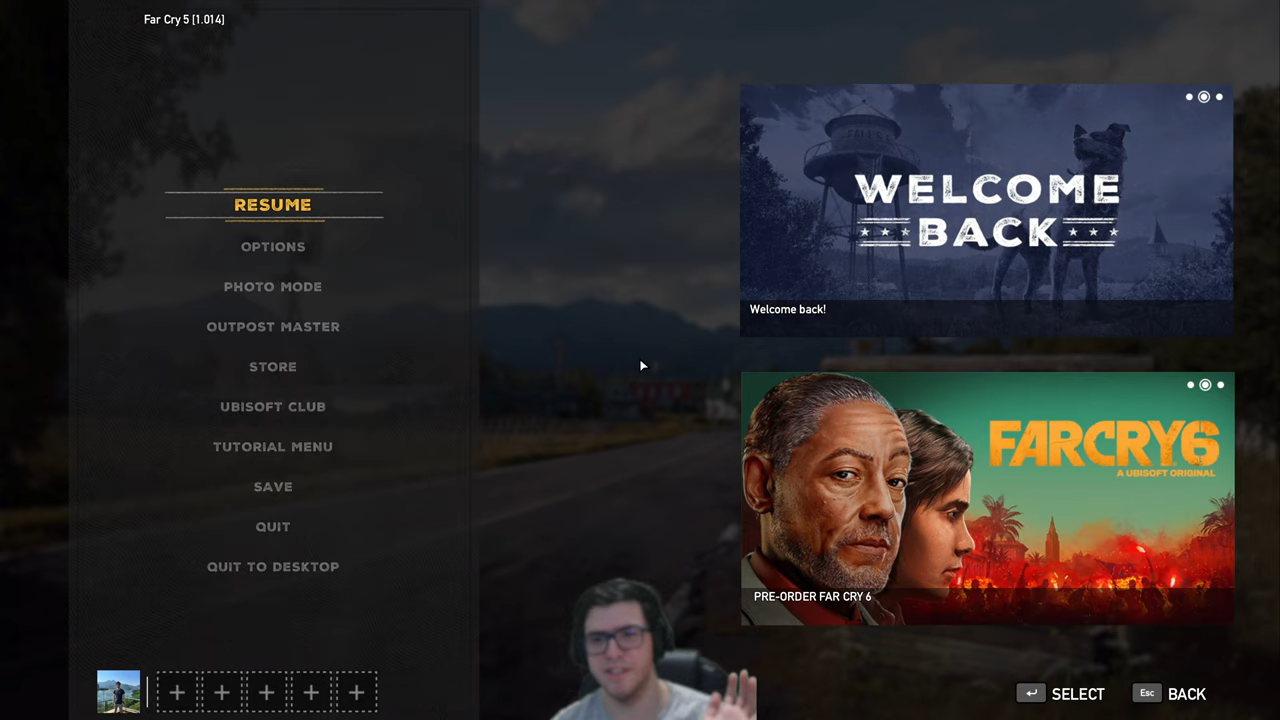 Far Cry 5 [1.014]
RESUME
OPTIONS
PHOTO MODE
OUTPOST MASTER
STORE
UBISOFT CLUB
TUTORIAL MENU
SAVE
QUIT
QUIT TO DESKTOP
WELCOME
BACK
Welcome back!
FARCRY6
A UBISOFT ORIGINAL
PRE-ORDER FAR CRY 6
SELECT
Esc BACK